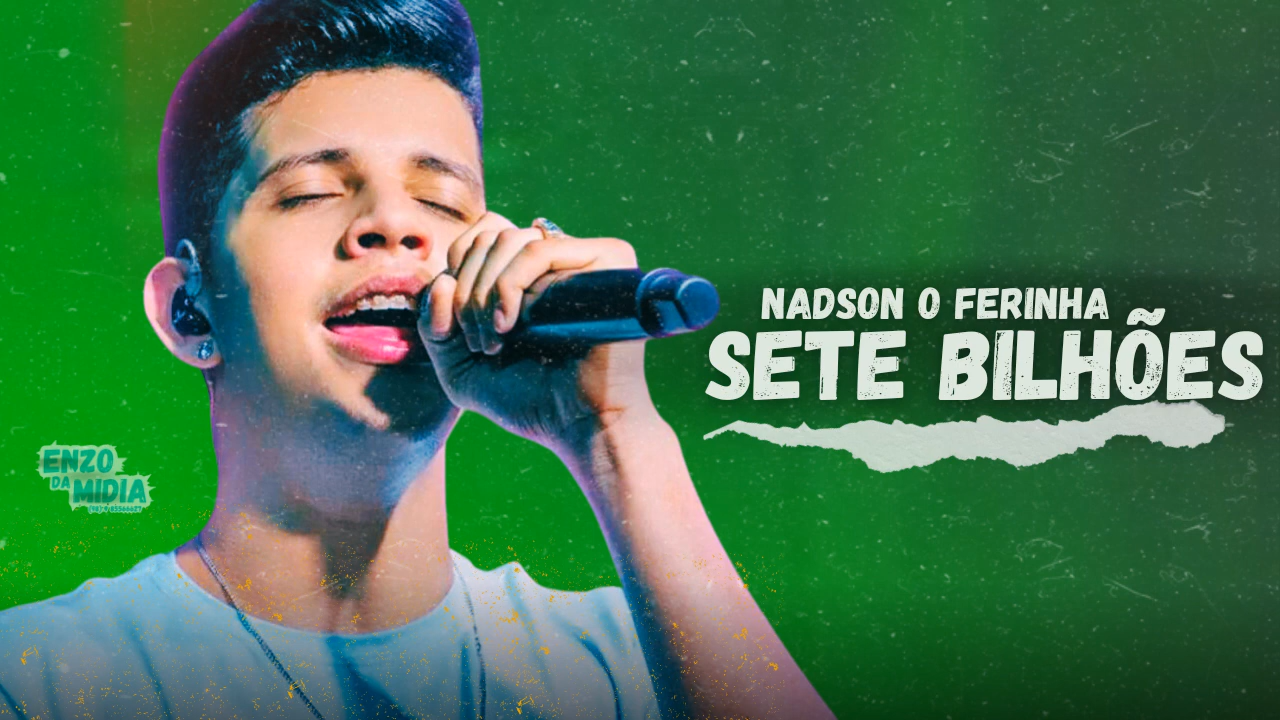 NADSON O FERINHA
SETE BILHÕES
ENZO
DA
MIDIA